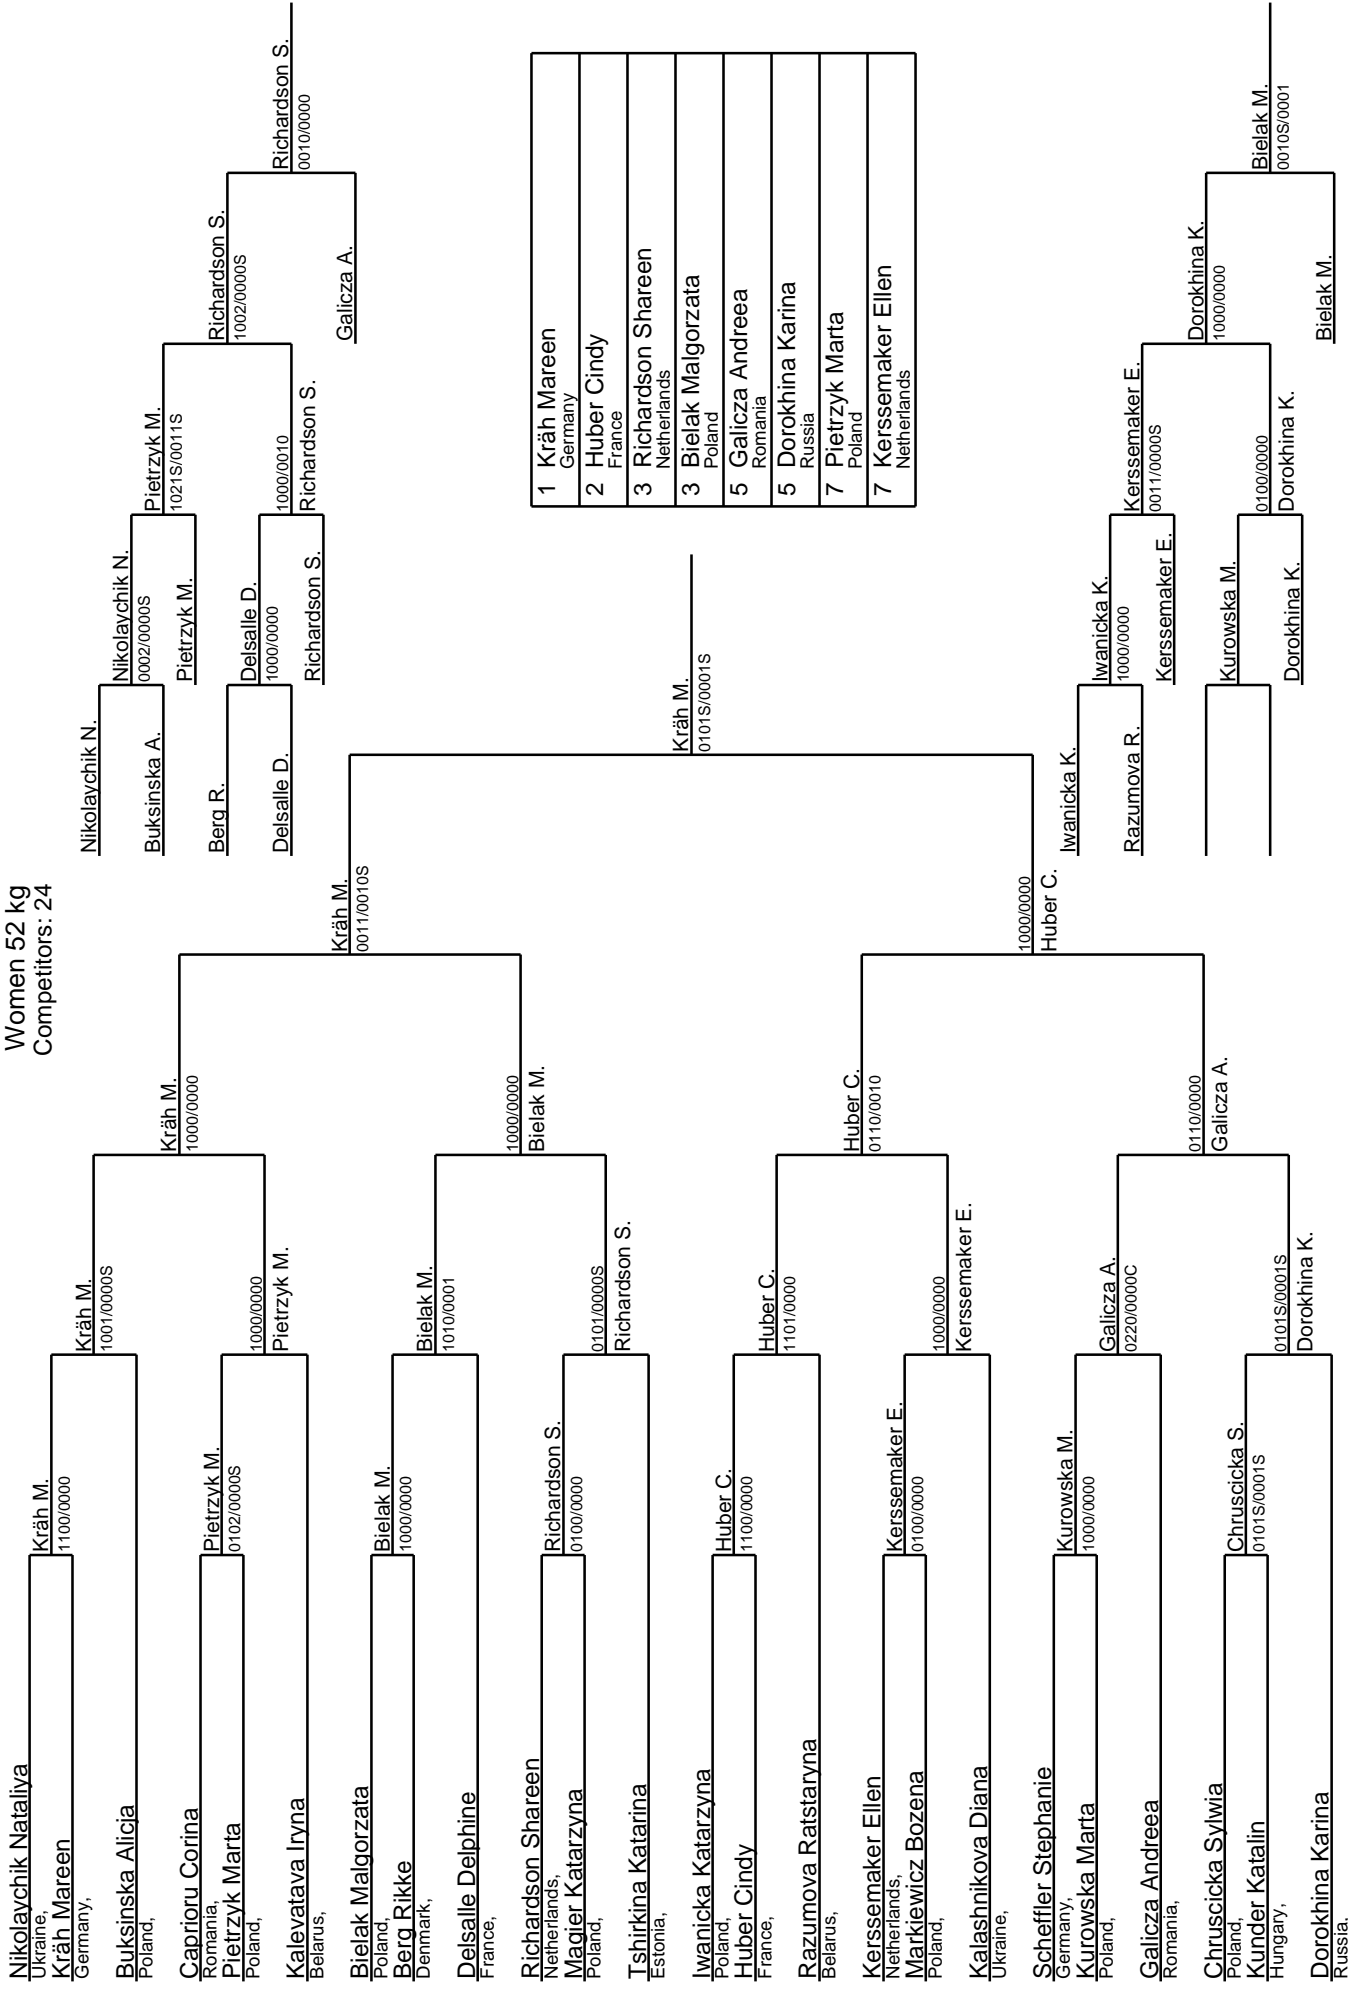 Women 52 kg
Competitors: 24
Nikolaychik Nataliya
Ukraine,
Kräh Mareen
Germany,
Buksinska Alicja
Poland,
Caprioru Corina
Romania,
Pietrzyk Marta
Poland,
Kalevatava Iryna
Belarus,
Bielak Malgorzata
Poland,
Berg Rikke
Denmark,
Delsalle Delphine
France,
Richardson Shareen
Netherlands,
Magier Katarzyna
Poland,
Tshirkina Katarina
Estonia,
Iwanicka Katarzyna
Poland,
Huber Cindy
France,
Razumova Ratstaryna
Belarus,
Kerssemaker Ellen
Netherlands,
Markiewicz Bozena
Poland,
Kalashnikova Diana
Ukraine,
Scheffler Stephanie
Germany,
Kurowska Marta
Poland,
Galicza Andreea
Romania,
Chruscicka Sylwia
Poland,
Kunder Katalin
Hungary,
Dorokhina Karina
Russia.
Kräh M.
1100/0000
Pietrzyk M.
0102/0000S
Bielak M.
1000/0000
Richardson S.
0100/0000
Huber C.
1100/0000
Kerssemaker E.
0100/0000
Kurowska M.
1000/0000
Chruscicka S.
0101S/0001S
Kräh M.
1001/0000S
1000/0000
Pietrzyk M.
Bielak M.
1010/0001
0101/0000S
Richardson S.
Huber C.
1101/0000
1000/0000
Kerssemaker E.
Galicza A.
0220/0000C
0101S/0001S
Dorokhina K.
Kräh M.
1000/0000
1000/0000
Bielak M.
Huber C.
0110/0010
0110/0000
Galicza A.
Kräh M.
0011/0010S
1000/0000
Huber C.
Kräh M.
0101S/0001S
Nikolaychik N.
Buksinska A.
Berg R.
Delsalle D.
Nikolaychik N.
0002/0000S
Pietrzyk M.
Delsalle D.
1000/0000
Richardson S.
Pietrzyk M.
1021S/0011S
1000/0010
Richardson S.
Richardson S.
1002/0000S
Galicza A.
Richardson S.
0010/0000
1 Kräh Mareen
Germany
2 Huber Cindy
France
3 Richardson Shareen
Netherlands
3 Bielak Malgorzata
Poland
5 Galicza Andreea
Romania
5 Dorokhina Karina
Russia
7 Pietrzyk Marta
Poland
7 Kerssemaker Ellen
Netherlands
Iwanicka K.
Razumova R.
Iwanicka K.
1000/0000
Kerssemaker E.
Kurowska M.
Dorokhina K.
Kerssemaker E.
0011/0000S
0100/0000
Dorokhina K.
Dorokhina K.
1000/0000
Bielak M.
Bielak M.
0010S/0001